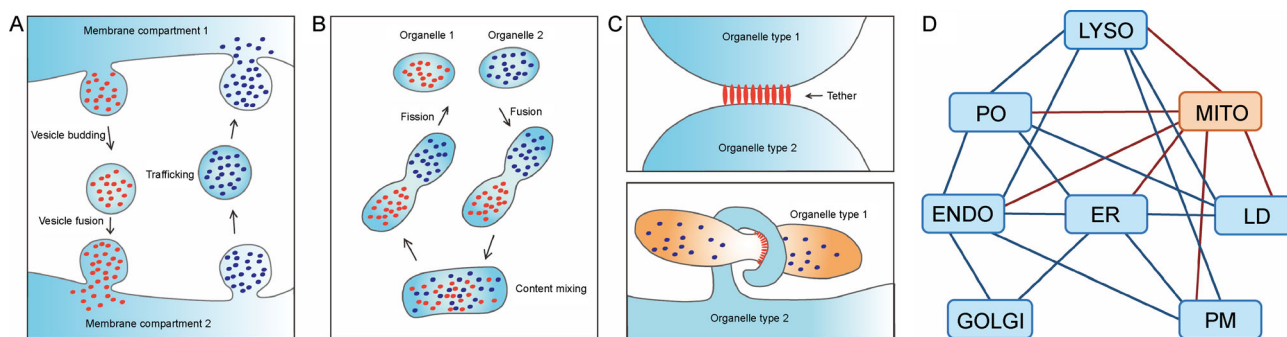 A
Membrane compartment 1
Vesicle budding
Trafficking
Vesicle fusion
Membrane compartment 2
B
Organelle 1
Organelle 2
Fission
Fusion
Content mixing
C
Organelle type 1
Tether
Organelle type 2
Organelle type 1
Organelle type 2
D
LYSO
PO
MITO
ENDO
ER
LD
GOLGI
PM